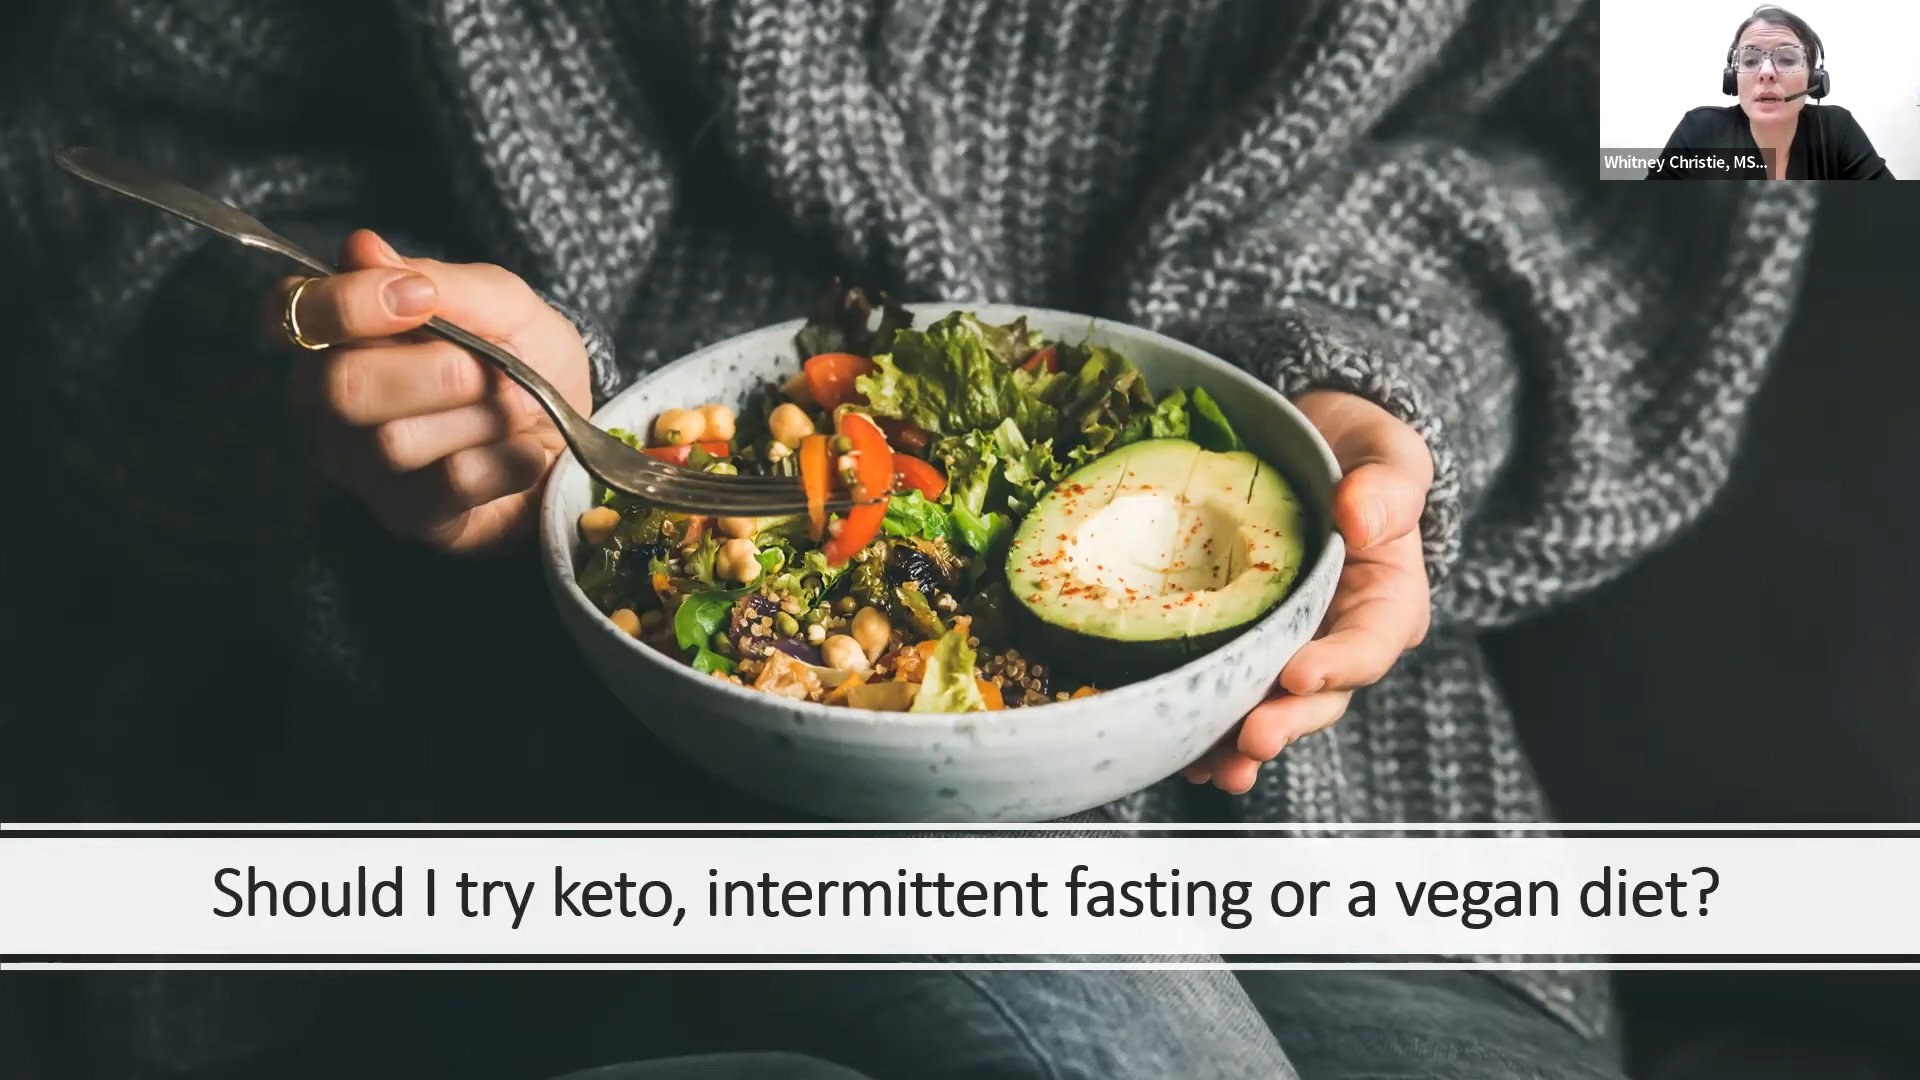 Whitney Christie, MS...
Should I try keto, intermittent fasting or a vegan diet?